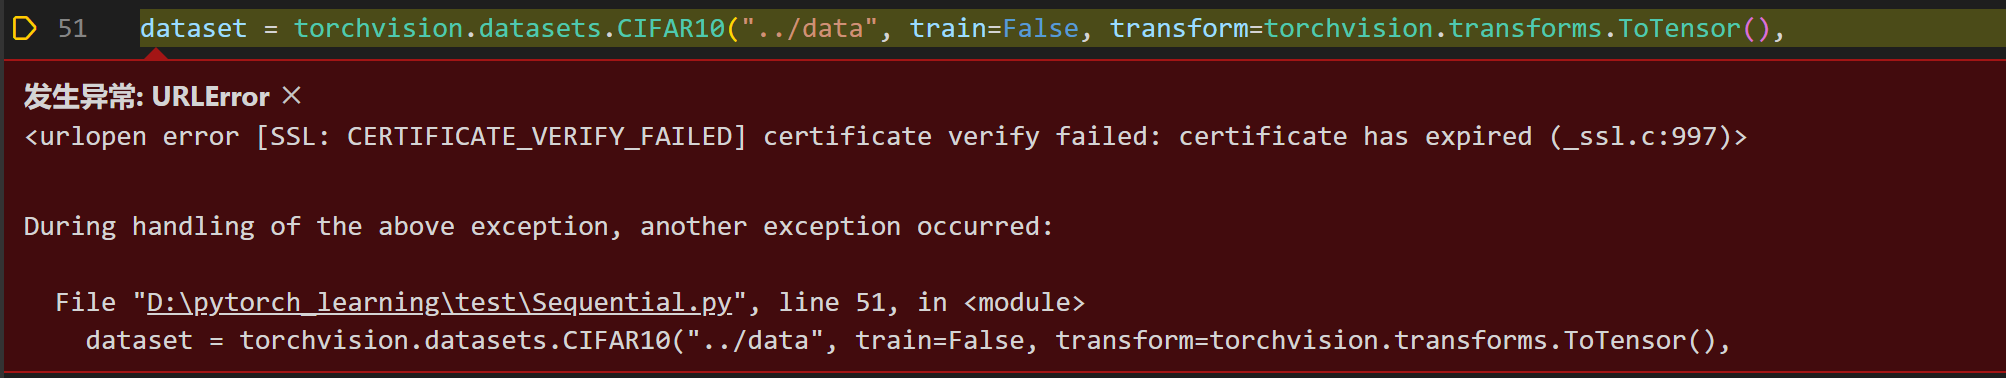 51 dataset = torchvision.datasets.CIFAR10("../data", train=False, transform=torchvision.transforms.ToTensor(),
发生异常: URLError ×
<urlopen error [SSL: CERTIFICATE_VERIFY_FAILED] certificate verify failed: certificate has expired (_ssl.c:997)>
During handling of the above exception, another exception occurred:
File "D:\pytorch_learning\test\Sequential.py", line 51, in <module>
dataset = torchvision.datasets.CIFAR10("../data", train=False, transform=torchvision.transforms.ToTensor(),